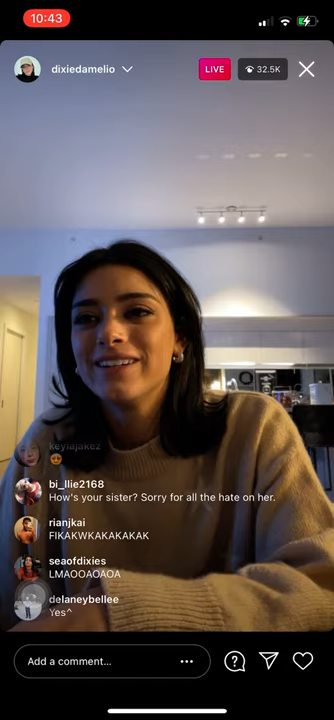 10:43
dixiedamelio
LIVE
32.5K
keylajakez
bi_llie2168
How's your sister? Sorry for all the hate on her.
rianjkai
FIKAKWKAKAKAKAK
seaofdixies
LMAOOAOAOA
delaneybellee
Yes^
Add a comment...